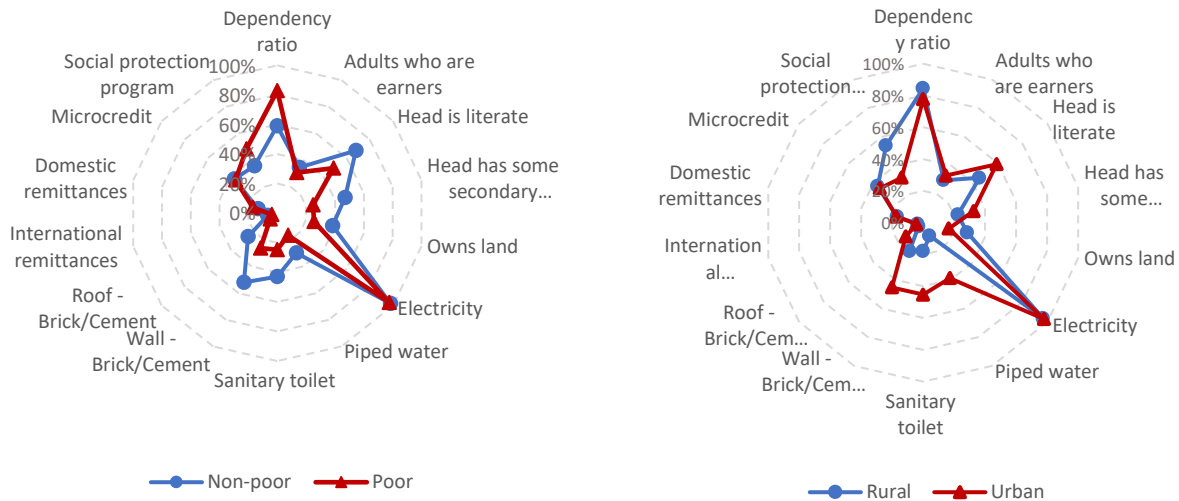 Dependency
ratio
Adults who are
earners
Head is literate
Head has some
secondary...
Owns land
Electricity
Piped water
Sanitary toilet
Wall -
Brick/Cement
Roof -
Brick/Cement
International
remittances
Domestic
remittances
Microcredit
Social protection
program
100%
80%
60%
40%
20%
0%
Non-poor
Poor
Dependenc
y ratio
Adults who
are earners
Head is
literate
Head has
some...
Owns land
Electricity
Piped water
Sanitary
toilet
Wall -
Brick/Cem...
Roof -
Brick/Cem...
Internation
al...
Domestic
remittances
Microcredit
Social
protection...
100%
80%
60%
40%
20%
0%
Rural
Urban